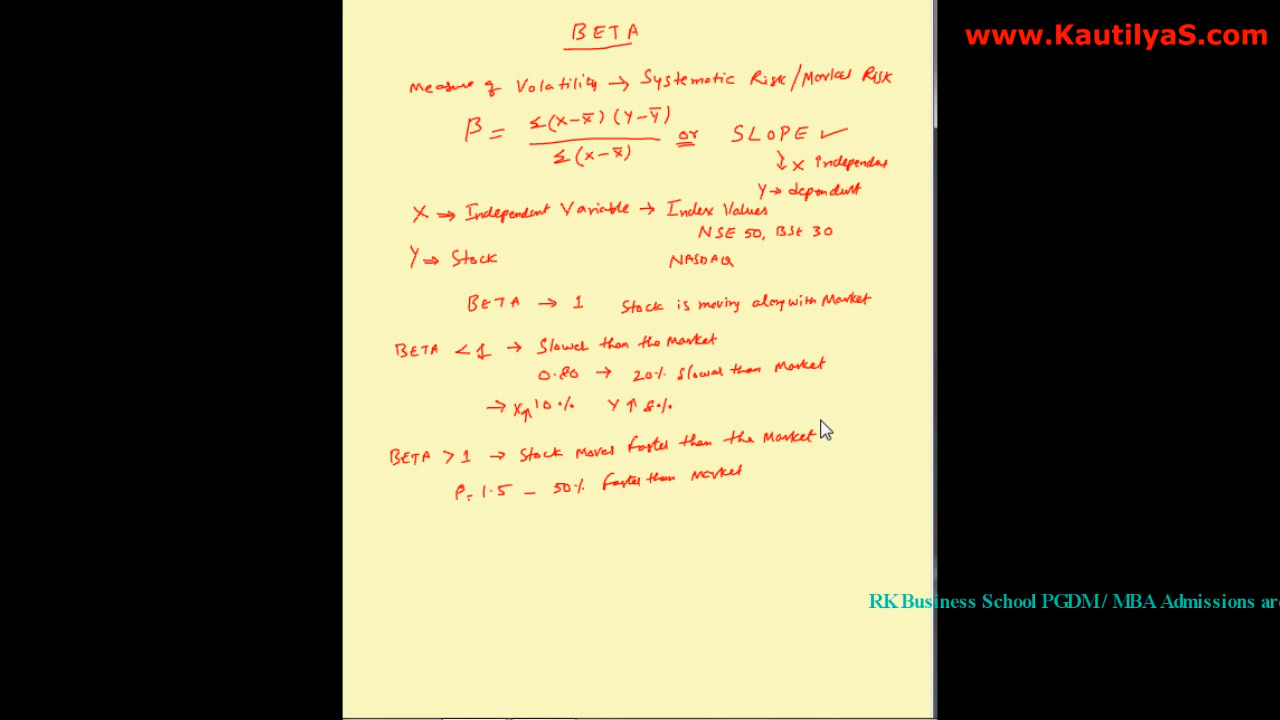 www.KautilyaS.com
BETA
Measure of Volatility → Systematic Risk/Market Risk
β = Σ(X-X̅)(Y-Y̅) / Σ(X-X̅) or SLOPE ✓
↓ X independent
Y → dependent
X ⇒ Independent Variable → Index Values
NSE 50, BSE 30
Y ⇒ Stock NASDAQ
BETA → 1 Stock is moving along with Market
BETA < 1 → Slower than the Market
0.80 → 20% Slower than Market
→ X↑ 10% Y↑ 8%
BETA > 1 → Stock moves faster than the Market
β = 1.5 – 50% Faster than Market
RK Business School PGDM/ MBA Admissions are